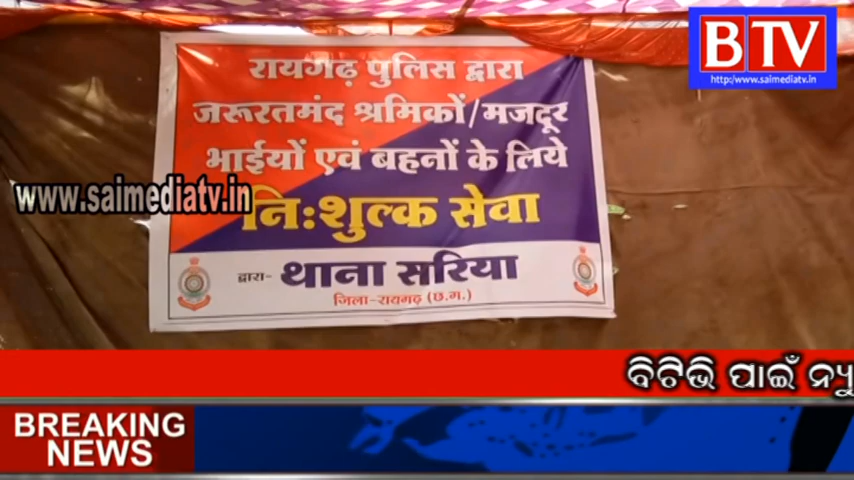 BTV
http:/www.saimediatv.in
रायगढ़ पुलिस द्वारा
जरूरतमंद श्रमिकों/मजदूर
भाईयों एवं बहनों के लिये
www.saimediatv.in
नि:शुल्क सेवा
द्वारा- थाना सरिया
जिला-रायगढ़ (छ.ग.)
ବିଟିଭି ପାଇଁ ନ୍ୟୁ
BREAKING
NEWS